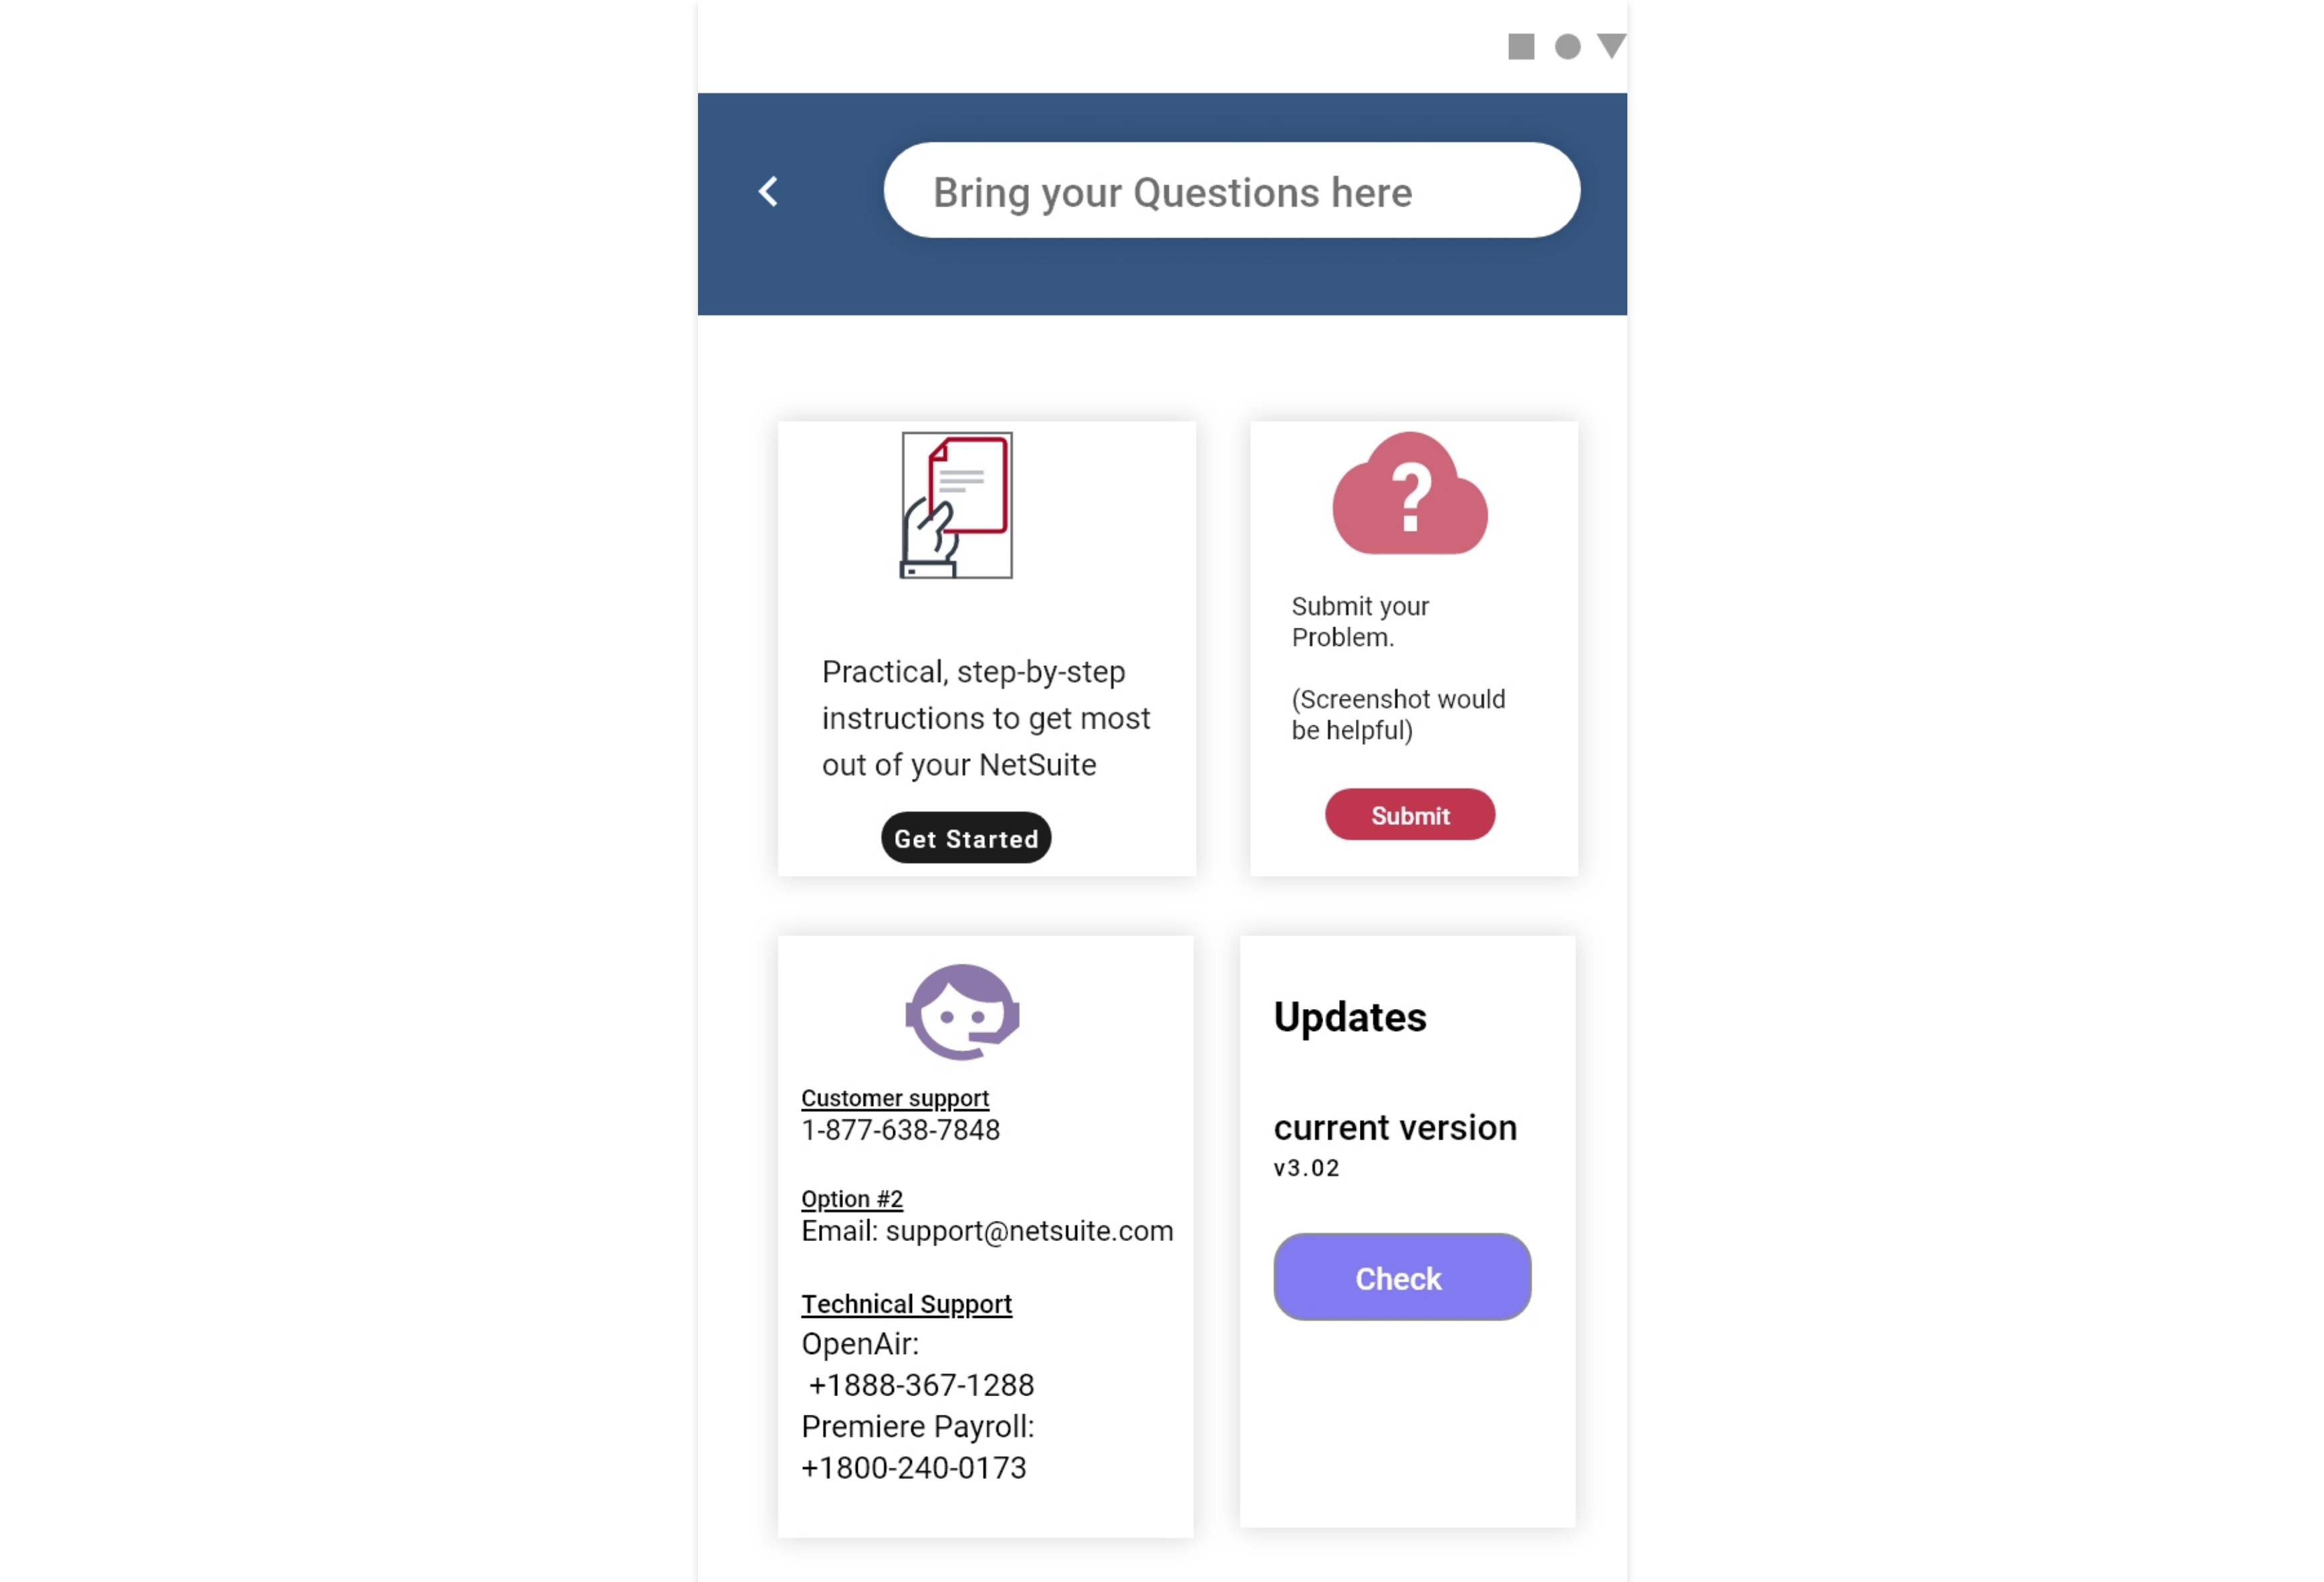 Bring your Questions here
Practical, step-by-step
instructions to get most
out of your NetSuite
Get Started
?
Submit your
Problem.
(Screenshot would
be helpful)
Submit
Customer support
1-877-638-7848
Option #2
Email: support@netsuite.com
Technical Support
OpenAir:
+1888-367-1288
Premiere Payroll:
+1800-240-0173
Updates
current version
v3.02
Check